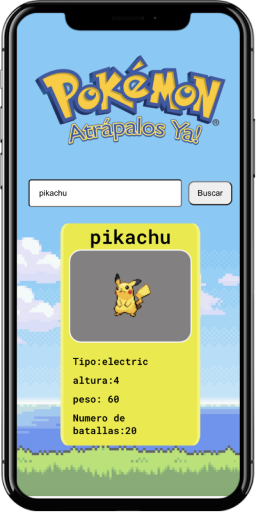 POKéMON
®
Atrápalos Ya!
pikachu
Buscar
pikachu
Tipo:electric
altura:4
peso: 60
Numero de
batallas:20